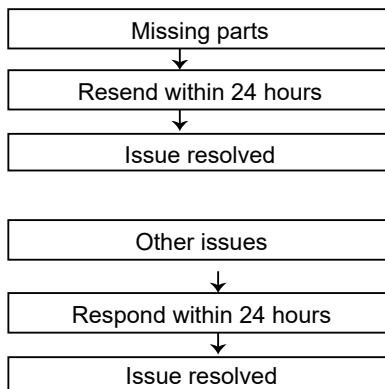 Missing parts
Resend within 24 hours
Issue resolved
Other issues
Respond within 24 hours
Issue resolved